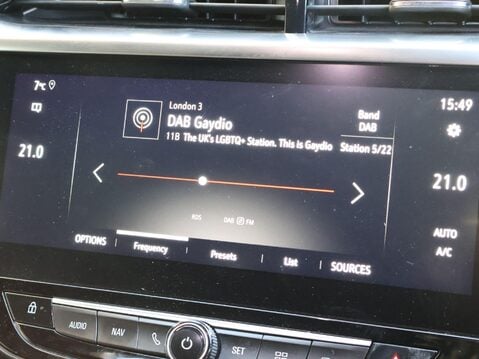 7°C
15:49
London 3
DAB Gaydio
Band
DAB
11B The UK's LGBTQ+ Station. This is Gaydio
Station 5/22
21.0
21.0
RDS
DAB FM
AUTO
A/C
OPTIONS
Frequency
Presets
List
SOURCES
AUDIO
NAV
SET